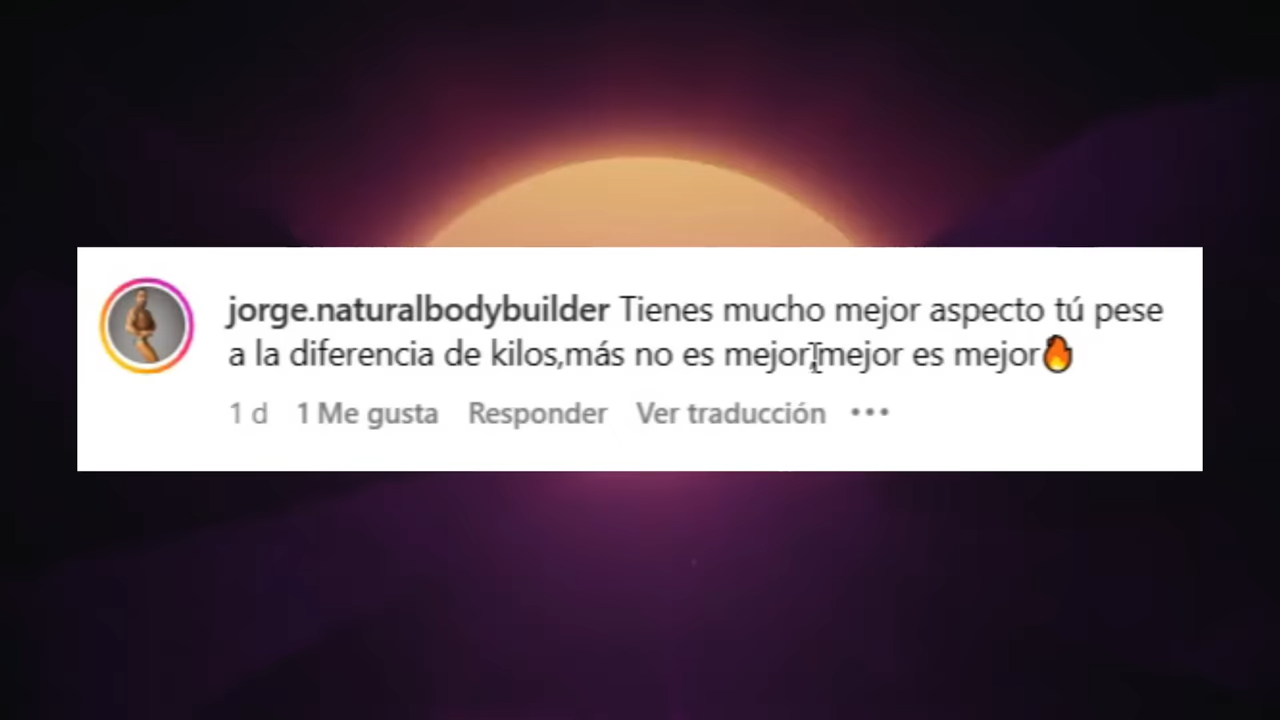 jorge.naturalbodybuilder Tienes mucho mejor aspecto tú pese
a la diferencia de kilos,más no es mejor,mejor es mejor🔥
1 d 1 Me gusta Responder Ver traducción •••